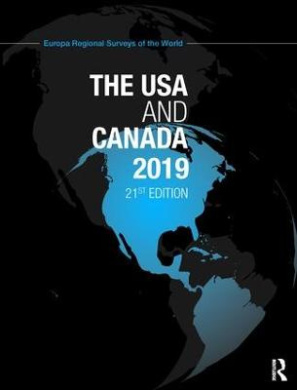 Europa Regional Surveys of the World
THE USA
AND
CANADA
2019
21ST EDITION
R